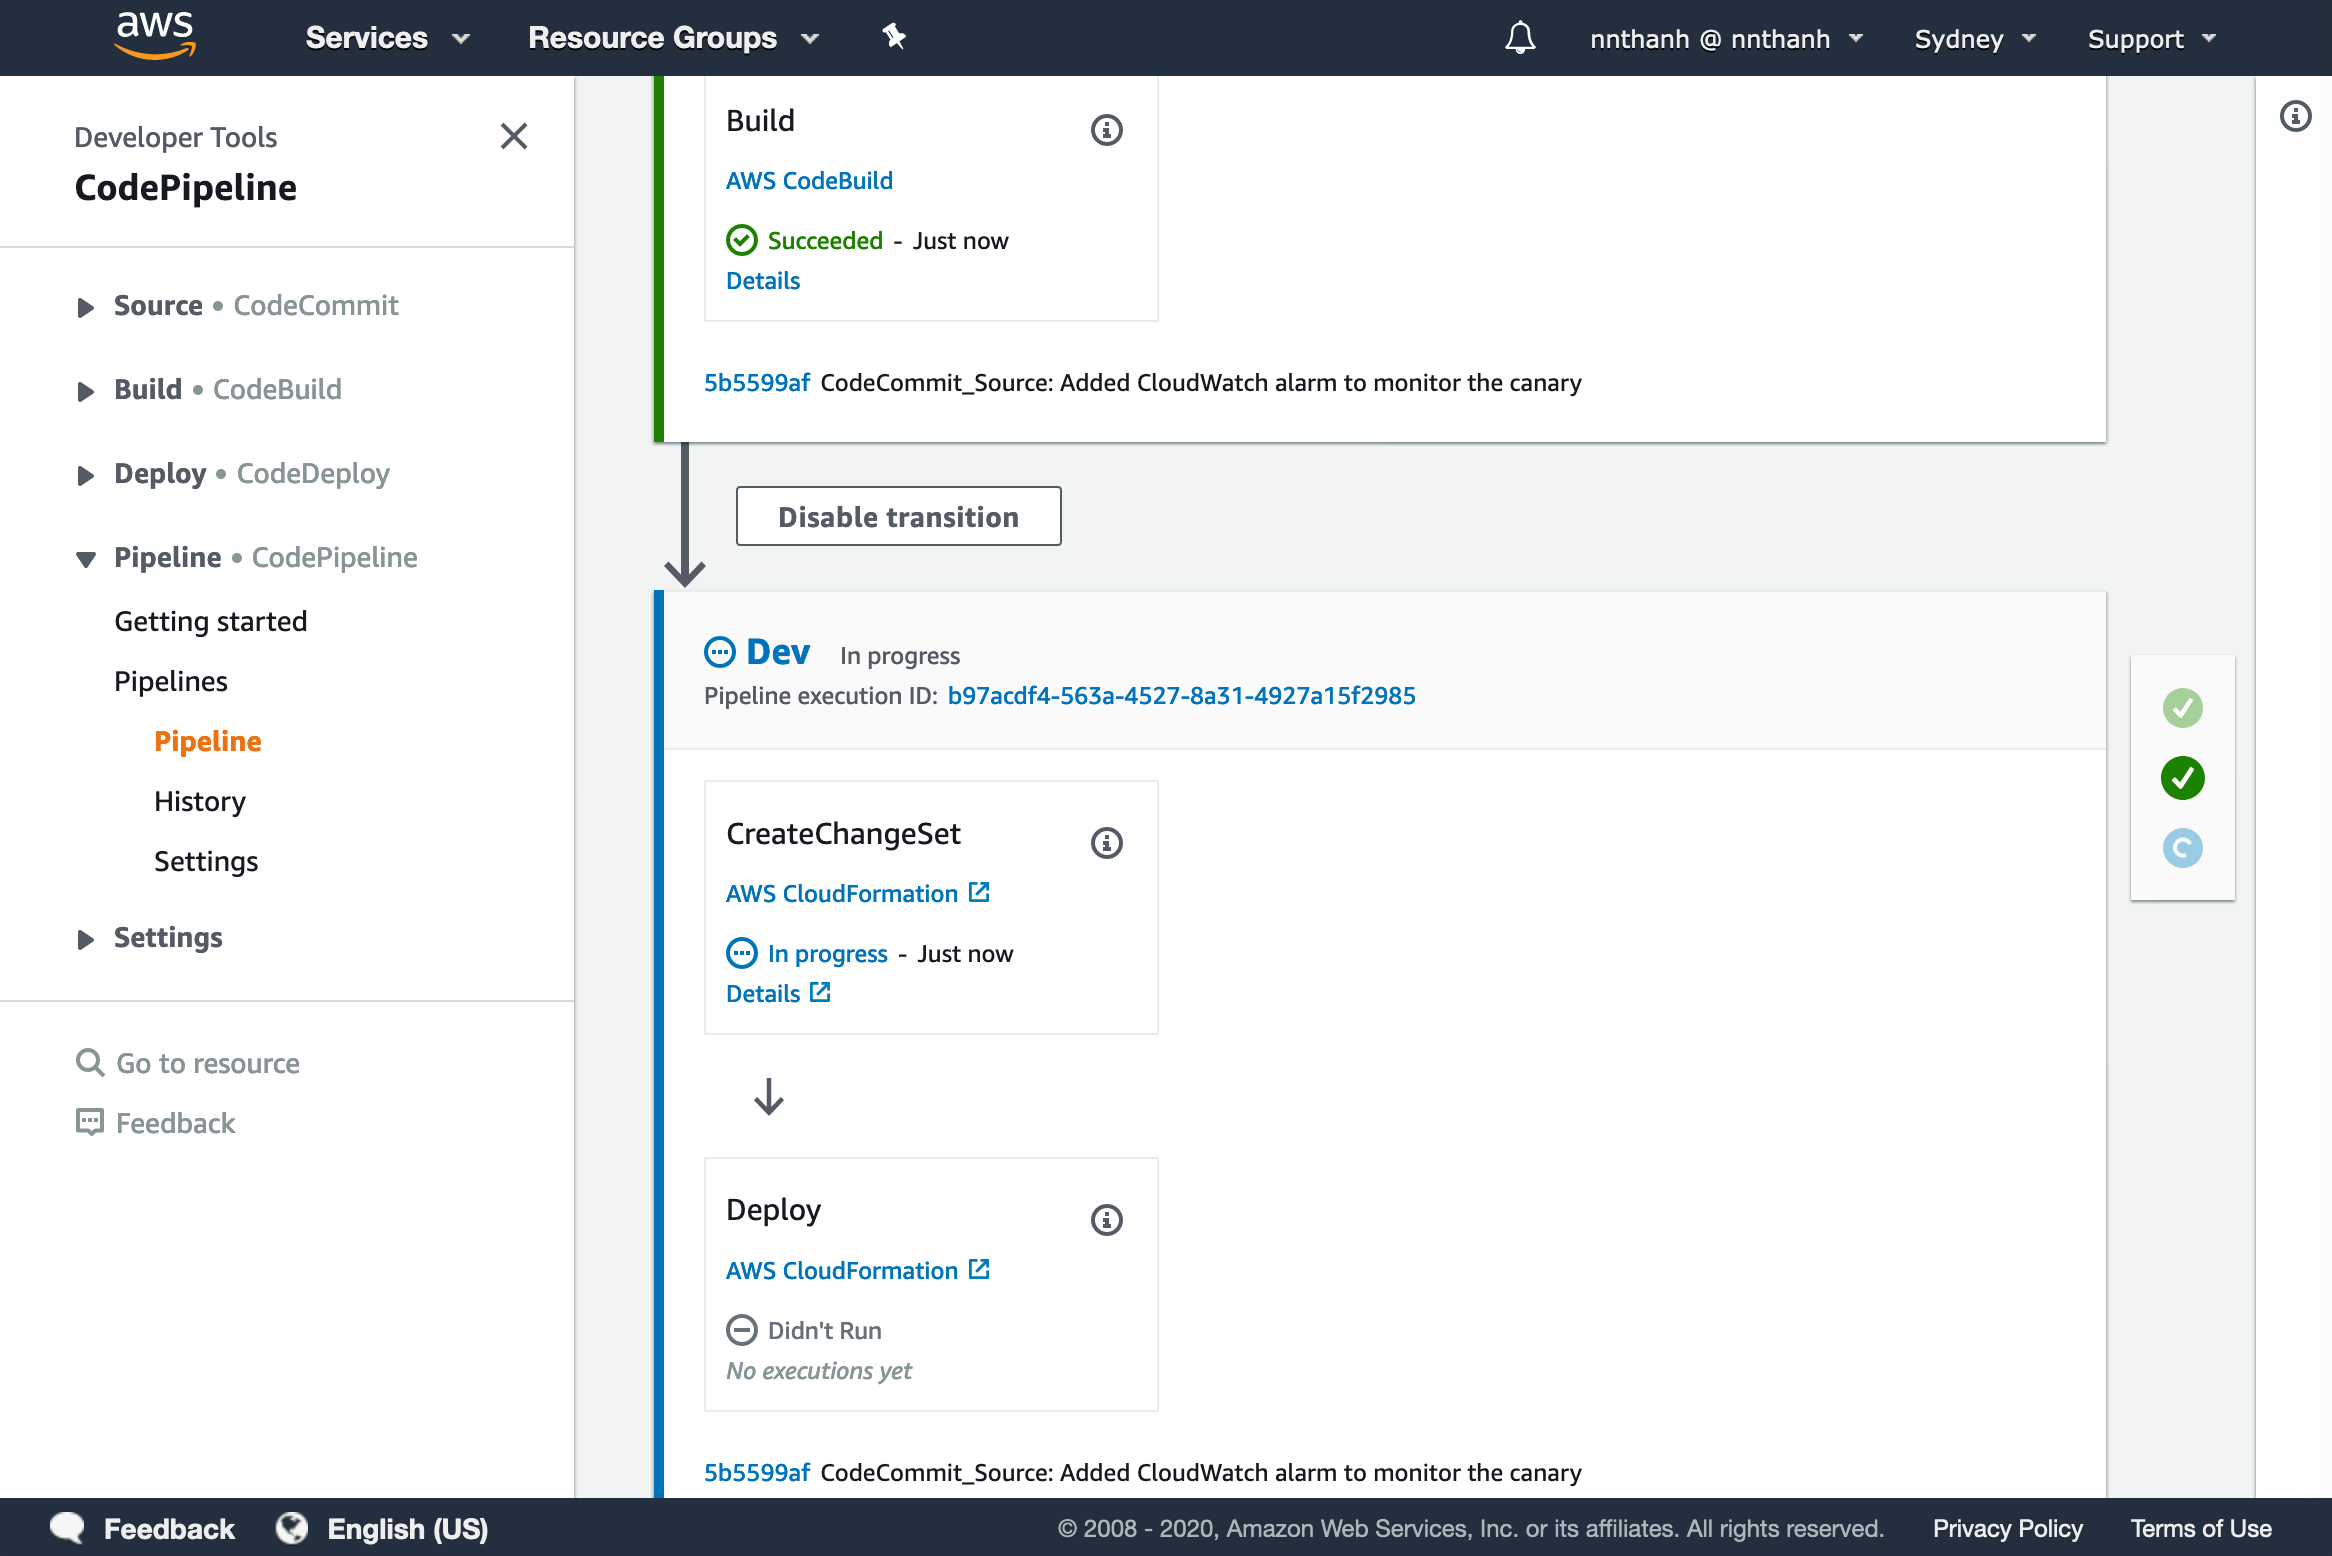 aws Services Resource Groups nnthanh @ nnthanh Sydney Support
Developer Tools
CodePipeline
Source • CodeCommit
Build • CodeBuild
Deploy • CodeDeploy
Pipeline • CodePipeline
Getting started
Pipelines
Pipeline
History
Settings
Settings
Go to resource
Feedback
Build
AWS CodeBuild
Succeeded - Just now
Details
5b5599af CodeCommit_Source: Added CloudWatch alarm to monitor the canary
Disable transition
Dev In progress
Pipeline execution ID: b97acdf4-563a-4527-8a31-4927a15f2985
CreateChangeSet
AWS CloudFormation
In progress - Just now
Details
Deploy
AWS CloudFormation
Didn't Run
No executions yet
5b5599af CodeCommit_Source: Added CloudWatch alarm to monitor the canary
Feedback English (US) © 2008 - 2020, Amazon Web Services, Inc. or its affiliates. All rights reserved. Privacy Policy Terms of Use